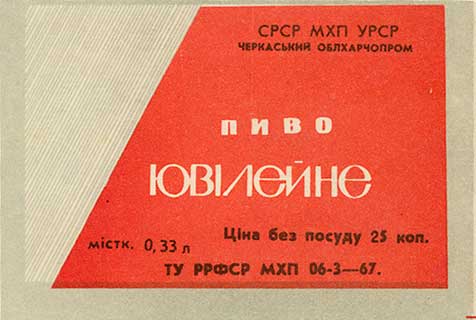 СРСР МХП УРСР
ЧЕРКАСЬКИЙ ОБЛХАРЧОПРОМ
ПИВО
ЮВІЛЕЙНЕ
містк. 0,33 л
Ціна без посуду 25 коп.
ТУ РРФСР МХП 06-3—67.